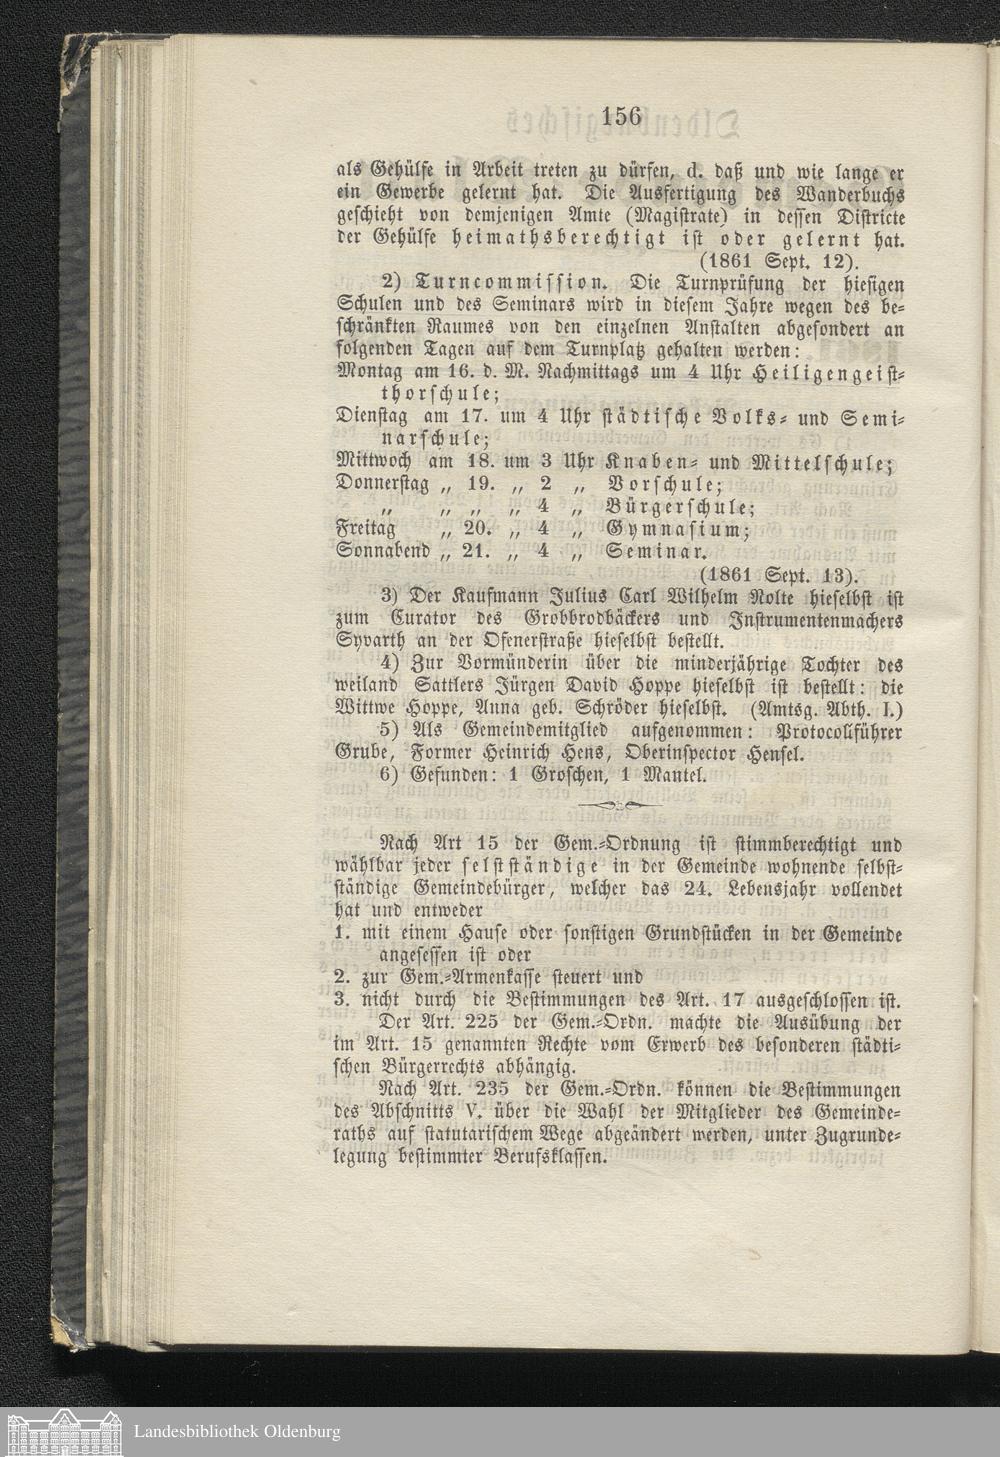 156
als Gehülfe in Arbeit treten zu dürfen, d. daß und wie lange er
ein Gewerbe gelernt hat. Die Ausfertigung des Wanderbuchs
geschieht von demjenigen Amte (Magistrate) in dessen Districte
der Gehülfe heimathsberechtigt ist oder gelernt hat.
(1861 Sept. 12).
2) Turncommission. Die Turnprüfung der hiesigen
Schulen und des Seminars wird in diesem Jahre wegen des be-
schränkten Raumes von den einzelnen Anstalten abgesondert an
folgenden Tagen auf dem Turnplatz gehalten werden:
Montag am 16. d. M. Nachmittags um 4 Uhr Heiligengeist-
thorschule;
Dienstag am 17. um 4 Uhr städtische Volks- und Semi-
narschule;
Mittwoch am 18. um 3 Uhr Knaben- und Mittelschule;
Donnerstag „ 19. „ 2 „ Vorschule;
„ „ „ „ 4 „ Bürgerschule;
Freitag „ 20. „ 4 „ Gymnasium;
Sonnabend „ 21. „ 4 „ Seminar.
(1861 Sept. 13).
3) Der Kaufmann Julius Carl Wilhelm Nolte hieselbst ist
zum Curator des Grobbrodbäckers und Instrumentenmachers
Syvarth an der Ofenerstraße hieselbst bestellt.
4) Zur Vormünderin über die minderjährige Tochter des
weiland Sattlers Jürgen David Hoppe hieselbst ist bestellt: die
Wittwe Hoppe, Anna geb. Schröder hieselbst. (Amtsg. Abth. I.)
5) Als Gemeindemitglied aufgenommen: Protocollführer
Grube, Former Heinrich Hens, Oberinspector Hensel.
6) Gefunden: 1 Groschen, 1 Mantel.
Nach Art 15 der Gem.-Ordnung ist stimmberechtigt und
wählbar jeder selstständige in der Gemeinde wohnende selbst-
ständige Gemeindebürger, welcher das 24. Lebensjahr vollendet
hat und entweder
1. mit einem Hause oder sonstigen Grundstücken in der Gemeinde
angesessen ist oder
2. zur Gem.-Armenkasse steuert und
3. nicht durch die Bestimmungen des Art. 17 ausgeschlossen ist.
Der Art. 225 der Gem.-Ordn. machte die Ausübung der
im Art. 15 genannten Rechte vom Erwerb des besonderen städti-
schen Bürgerrechts abhängig.
Nach Art. 235 der Gem.-Ordn. können die Bestimmungen
des Abschnitts V. über die Wahl der Mitglieder des Gemeinde-
raths auf statutarischem Wege abgeändert werden, unter Zugrunde-
legung bestimmter Berufsklassen.
Landesbibliothek Oldenburg